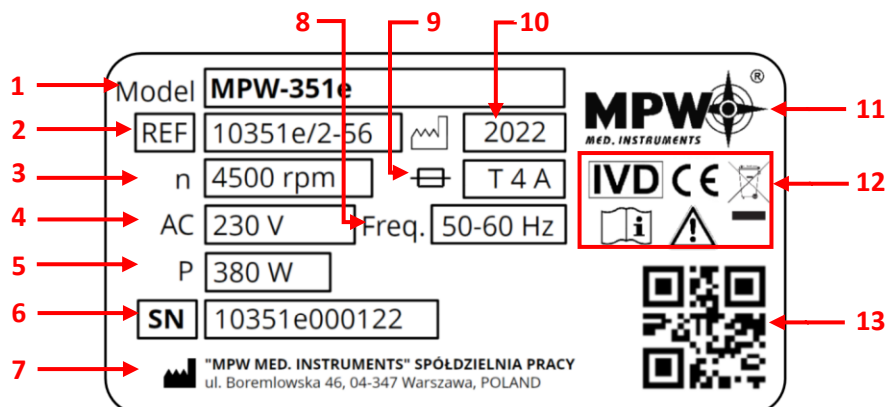 8 9 10
1 Model MPW-351e
MPW ®
MED. INSTRUMENTS 11
2 REF 10351e/2-56 2022
3 n 4500 rpm T 4 A
IVD CE 12
4 AC 230 V Freq. 50-60 Hz
i
5 P 380 W
6 SN 10351e000122
13
7 "MPW MED. INSTRUMENTS" SPÓŁDZIELNIA PRACY
ul. Boremlowska 46, 04-347 Warszawa, POLAND